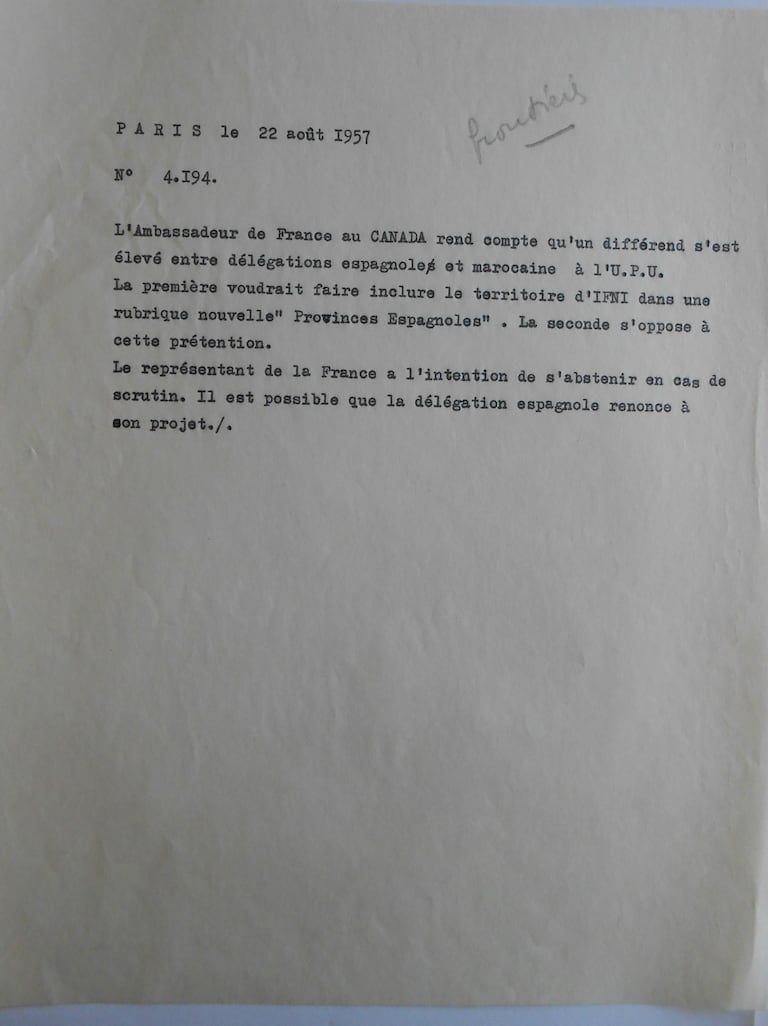 frontières
P A R I S le 22 août I957
N° 4.I94.
L'Ambassadeur de France au CANADA rend compte qu'un différend s'est
élevé entre délégations espagnoles et marocaine à l'U.P.U.
La première voudrait faire inclure le territoire d'IFNI dans une
rubrique nouvelle" Provinces Espagnoles" . La seconde s'oppose à
cette prétention.
Le représentant de la France a l'intention de s'abstenir en cas de
scrutin. Il est possible que la délégation espagnole renonce à
son projet./.